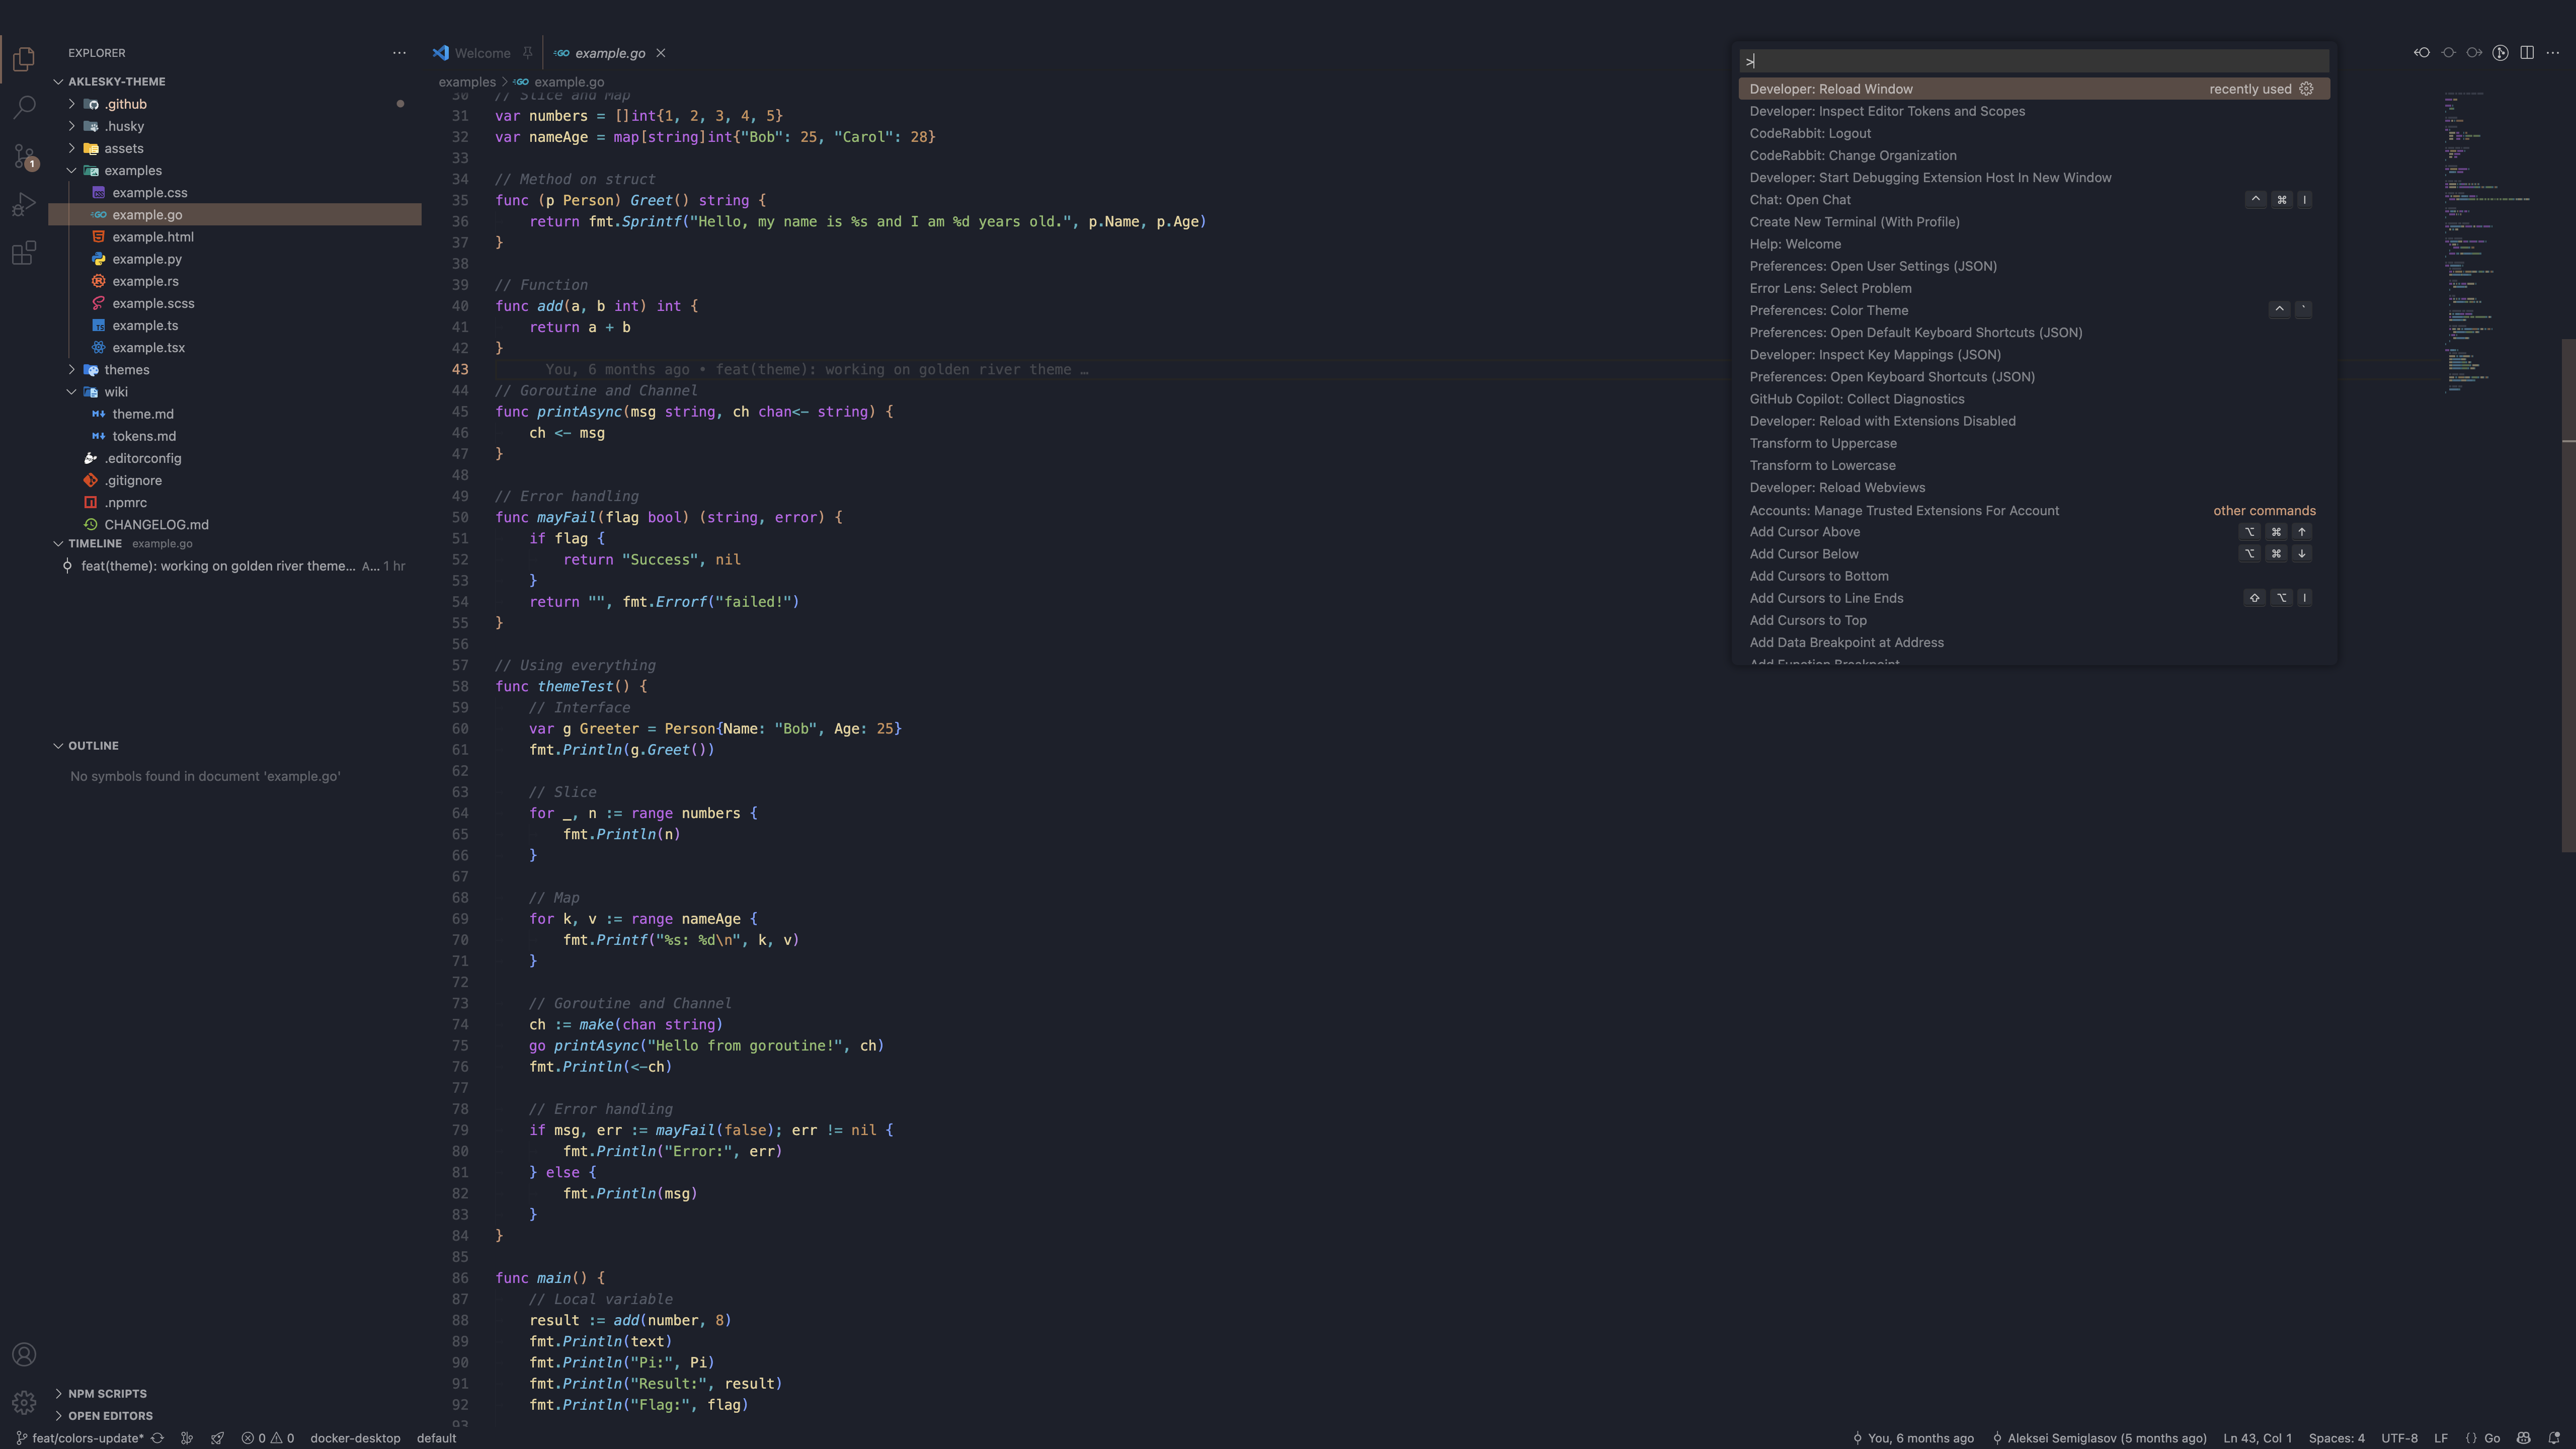 EXPLORER
AKLESKY-THEME
.github
.husky
assets
examples
example.css
example.go
example.html
example.py
example.rs
example.scss
example.ts
example.tsx
themes
wiki
theme.md
tokens.md
.editorconfig
.gitignore
.npmrc
CHANGELOG.md
TIMELINE example.go
feat(theme): working on golden river theme... A... 1 hr
OUTLINE
No symbols found in document 'example.go'
NPM SCRIPTS
OPEN EDITORS
1
Welcome
example.go
examples > example.go
30 // Slice and Map
31 var numbers = []int{1, 2, 3, 4, 5}
32 var nameAge = map[string]int{"Bob": 25, "Carol": 28}
33
34 // Method on struct
35 func (p Person) Greet() string {
36 return fmt.Sprintf("Hello, my name is %s and I am %d years old.", p.Name, p.Age)
37 }
38
39 // Function
40 func add(a, b int) int {
41 return a + b
42 }
43 You, 6 months ago • feat(theme): working on golden river theme …
44 // Goroutine and Channel
45 func printAsync(msg string, ch chan<- string) {
46 ch <- msg
47 }
48
49 // Error handling
50 func mayFail(flag bool) (string, error) {
51 if flag {
52 return "Success", nil
53 }
54 return "", fmt.Errorf("failed!")
55 }
56
57 // Using everything
58 func themeTest() {
59 // Interface
60 var g Greeter = Person{Name: "Bob", Age: 25}
61 fmt.Println(g.Greet())
62
63 // Slice
64 for _, n := range numbers {
65 fmt.Println(n)
66 }
67
68 // Map
69 for k, v := range nameAge {
70 fmt.Printf("%s: %d\n", k, v)
71 }
72
73 // Goroutine and Channel
74 ch := make(chan string)
75 go printAsync("Hello from goroutine!", ch)
76 fmt.Println(<-ch)
77
78 // Error handling
79 if msg, err := mayFail(false); err != nil {
80 fmt.Println("Error:", err)
81 } else {
82 fmt.Println(msg)
83 }
84 }
85
86 func main() {
87 // Local variable
88 result := add(number, 8)
89 fmt.Println(text)
90 fmt.Println("Pi:", Pi)
91 fmt.Println("Result:", result)
92 fmt.Println("Flag:", flag)
93
>
Developer: Reload Window recently used
Developer: Inspect Editor Tokens and Scopes
CodeRabbit: Logout
CodeRabbit: Change Organization
Developer: Start Debugging Extension Host In New Window
Chat: Open Chat ^ ⌘ I
Create New Terminal (With Profile)
Help: Welcome
Preferences: Open User Settings (JSON)
Error Lens: Select Problem
Preferences: Color Theme ^ `
Preferences: Open Default Keyboard Shortcuts (JSON)
Developer: Inspect Key Mappings (JSON)
Preferences: Open Keyboard Shortcuts (JSON)
GitHub Copilot: Collect Diagnostics
Developer: Reload with Extensions Disabled
Transform to Uppercase
Transform to Lowercase
Developer: Reload Webviews
Accounts: Manage Trusted Extensions For Account other commands
Add Cursor Above ⌥ ⌘ ↑
Add Cursor Below ⌥ ⌘ ↓
Add Cursors to Bottom
Add Cursors to Line Ends ⇧ ⌥ I
Add Cursors to Top
Add Data Breakpoint at Address
Add Function Breakpoint
feat/colors-update* 0 0 docker-desktop default
You, 6 months ago Aleksei Semiglasov (5 months ago) Ln 43, Col 1 Spaces: 4 UTF-8 LF {} Go